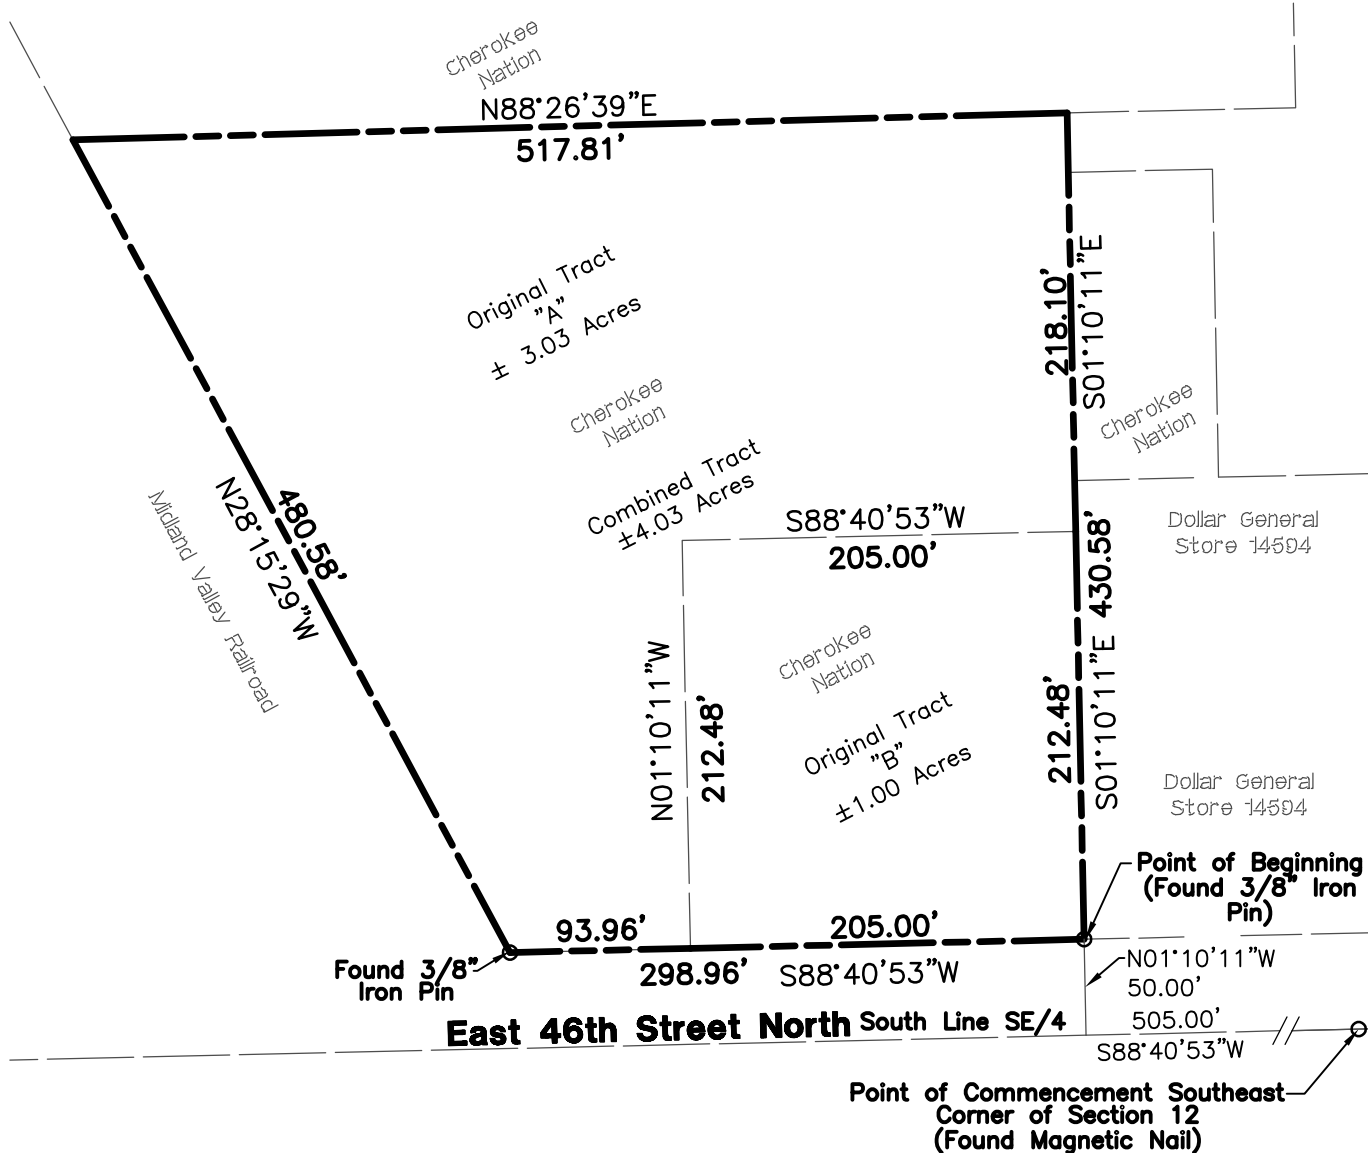 Cherokee
Nation
N88°26'39"E
517.81'
218.10'
S01°10'11"E
Original Tract
"A"
± 3.03 Acres
Cherokee
Nation
Cherokee
Nation
Combined Tract
±4.03 Acres
480.58'
N28°15'29"W
Midland Valley Railroad
S88°40'53"W
205.00'
Dollar General
Store 14594
S01°10'11"E 430.58'
212.48'
N01°10'11"W
212.48'
Cherokee
Nation
Original Tract
"B"
±1.00 Acres
Dollar General
Store 14594
Point of Beginning
(Found 3/8" Iron
Pin)
93.96'
205.00'
298.96'
S88°40'53"W
Found 3/8"
Iron Pin
N01°10'11"W
50.00'
East 46th Street North
South Line SE/4
505.00'
S88°40'53"W
Point of Commencement Southeast
Corner of Section 12
(Found Magnetic Nail)